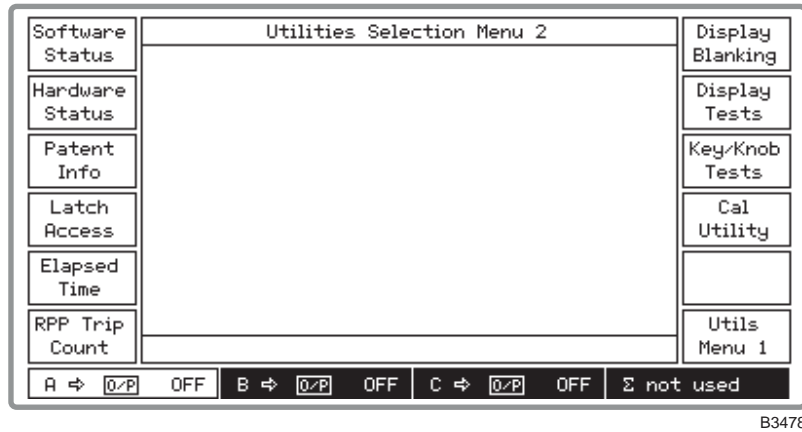 Utilities Selection Menu 2
Software
Status
Hardware
Status
Patent
Info
Latch
Access
Elapsed
Time
RPP Trip
Count
Display
Blanking
Display
Tests
Key/Knob
Tests
Cal
Utility
Utils
Menu 1
A ⇨ O/P OFF B ⇨ O/P OFF C ⇨ O/P OFF Σ not used
B3478